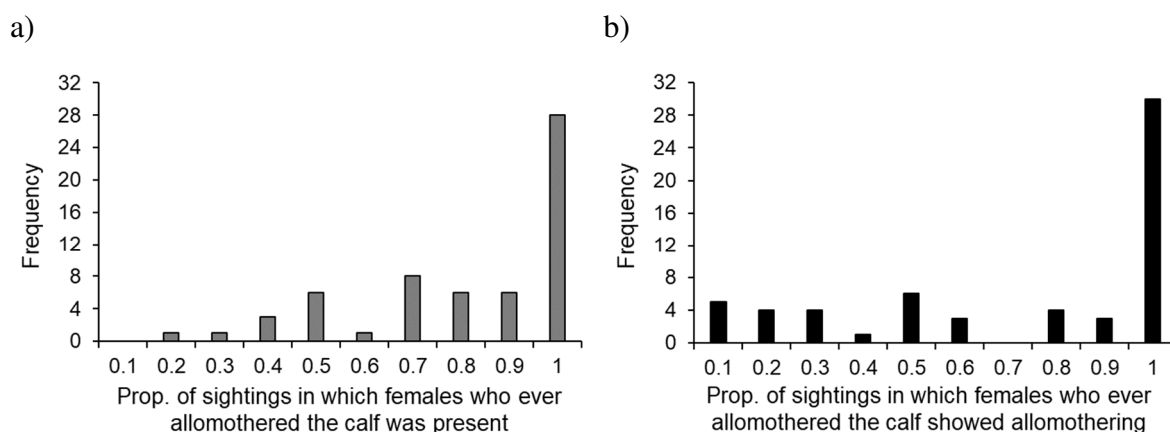 a)
32
28
24
20
16
12
8
4
0
Frequency
0.1 0.2 0.3 0.4 0.5 0.6 0.7 0.8 0.9 1
Prop. of sightings in which females who ever
allomothered the calf was present
b)
32
28
24
20
16
12
8
4
0
Frequency
0.1 0.2 0.3 0.4 0.5 0.6 0.7 0.8 0.9 1
Prop. of sightings in which females who ever
allomothered the calf showed allomothering